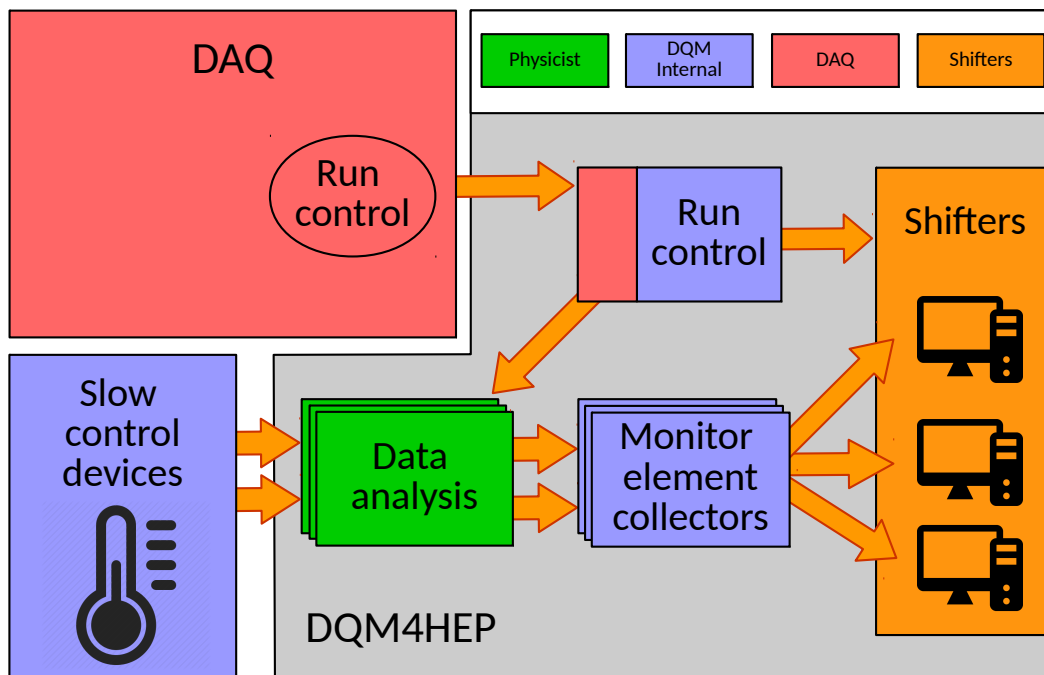 DAQ
Physicist
DQM
Internal
DAQ
Shifters
Run
control
Run
control
Shifters
Slow
control
devices
Data
analysis
Monitor
element
collectors
DQM4HEP